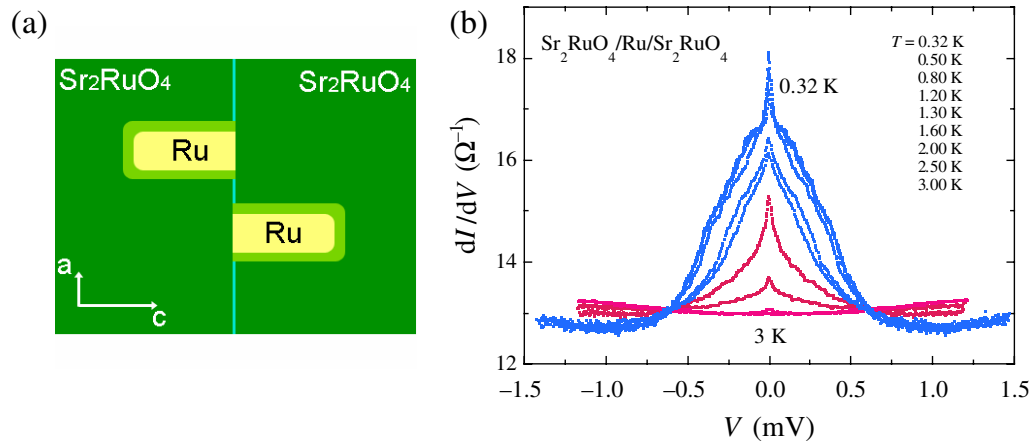 (a)
Sr₂RuO₄ Sr₂RuO₄
Ru
Ru
a
c
(b)
Sr₂RuO₄/Ru/Sr₂RuO₄
T = 0.32 K
0.50 K
0.80 K
1.20 K
1.30 K
1.60 K
2.00 K
2.50 K
3.00 K
0.32 K
3 K
dI/dV (Ω⁻¹)
18
16
14
12
−1.5 −1.0 −0.5 0.0 0.5 1.0 1.5
V (mV)